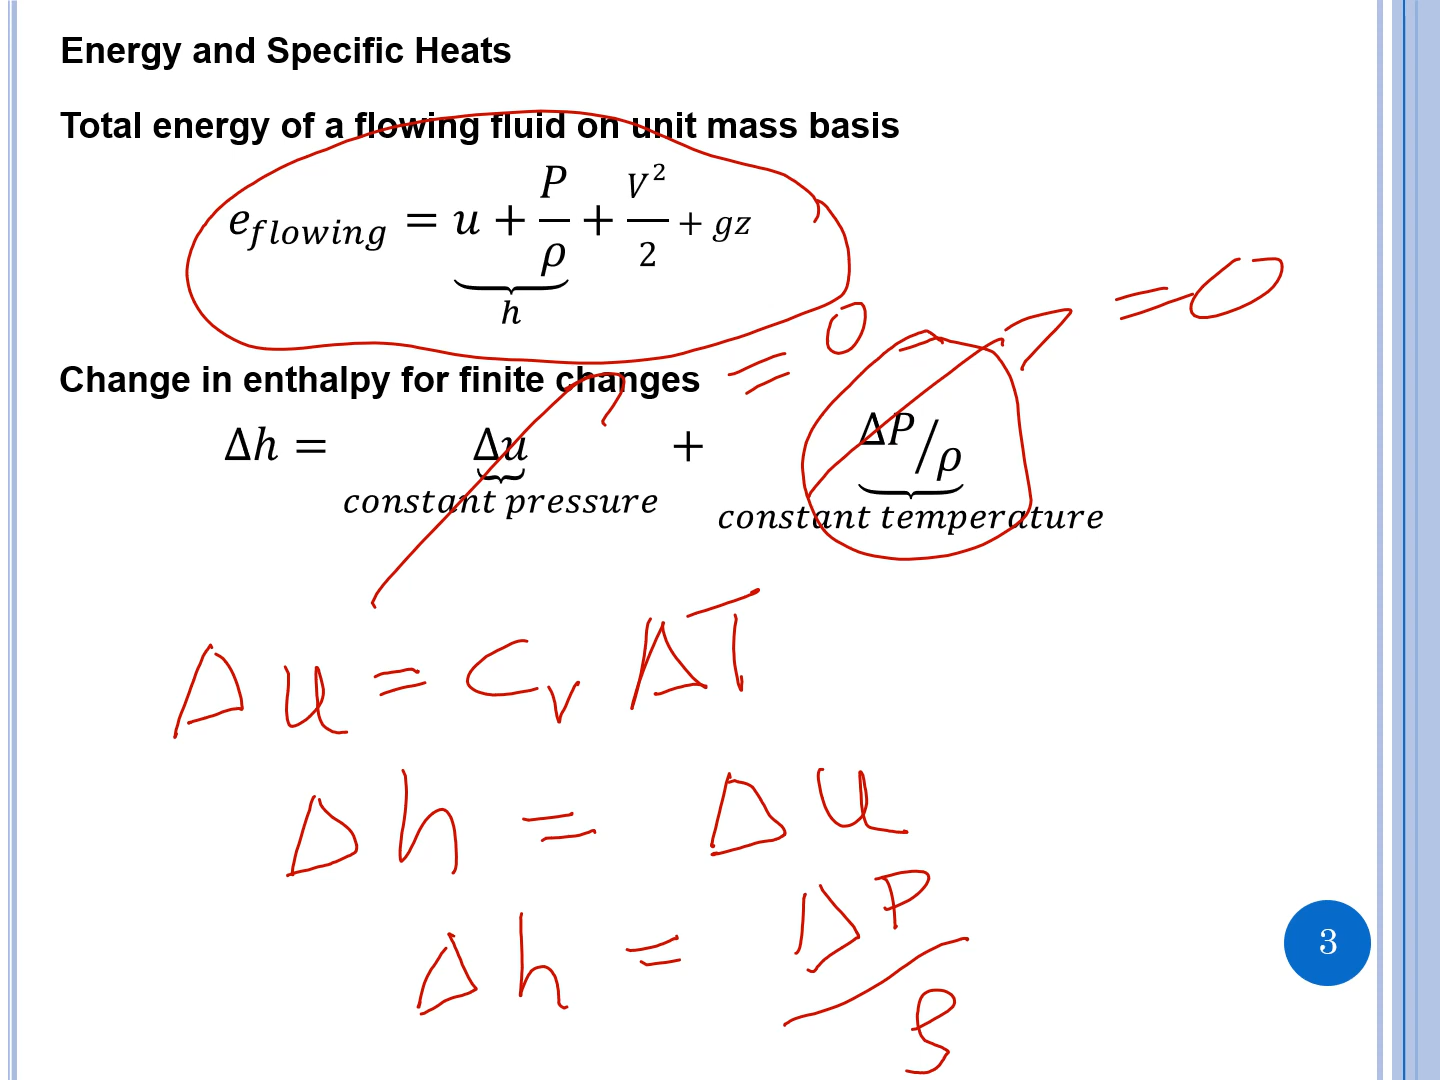 Energy and Specific Heats
Total energy of a flowing fluid on unit mass basis
e_flowing = u + P/ρ + V²/2 + gz
h
= 0
= 0
Change in enthalpy for finite changes
Δh = Δu + ΔP/ρ
constant pressure
constant temperature
Δu = Cv ΔT
Δh = Δu
Δh = ΔP/ρ
3